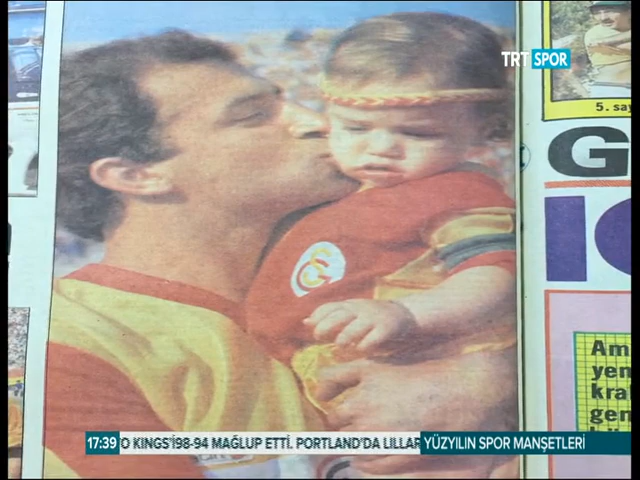 TRT SPOR
5. say
G
Am
yen
kra
gen
17:39 O KINGS'İ 98-94 MAĞLUP ETTİ. PORTLAND'DA LILLAR YÜZYILIN SPOR MANŞETLERİ